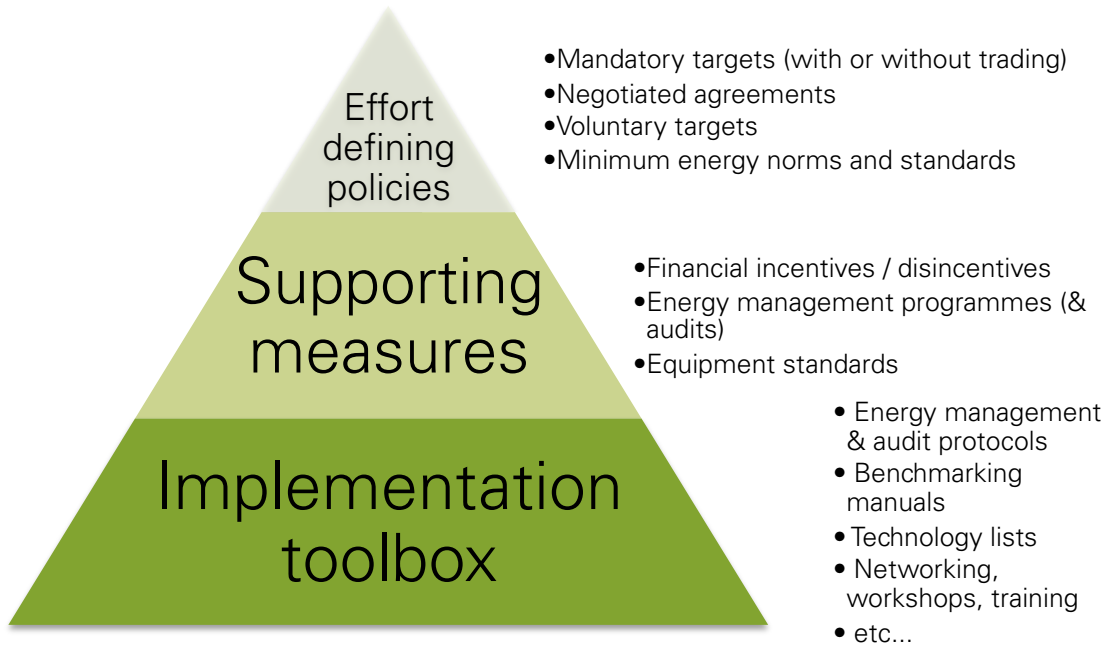 Effort
defining
policies
•Mandatory targets (with or without trading)
•Negotiated agreements
•Voluntary targets
•Minimum energy norms and standards
Supporting
measures
•Financial incentives / disincentives
•Energy management programmes (&
audits)
•Equipment standards
Implementation
toolbox
• Energy management
& audit protocols
• Benchmarking
manuals
• Technology lists
• Networking,
workshops, training
• etc...